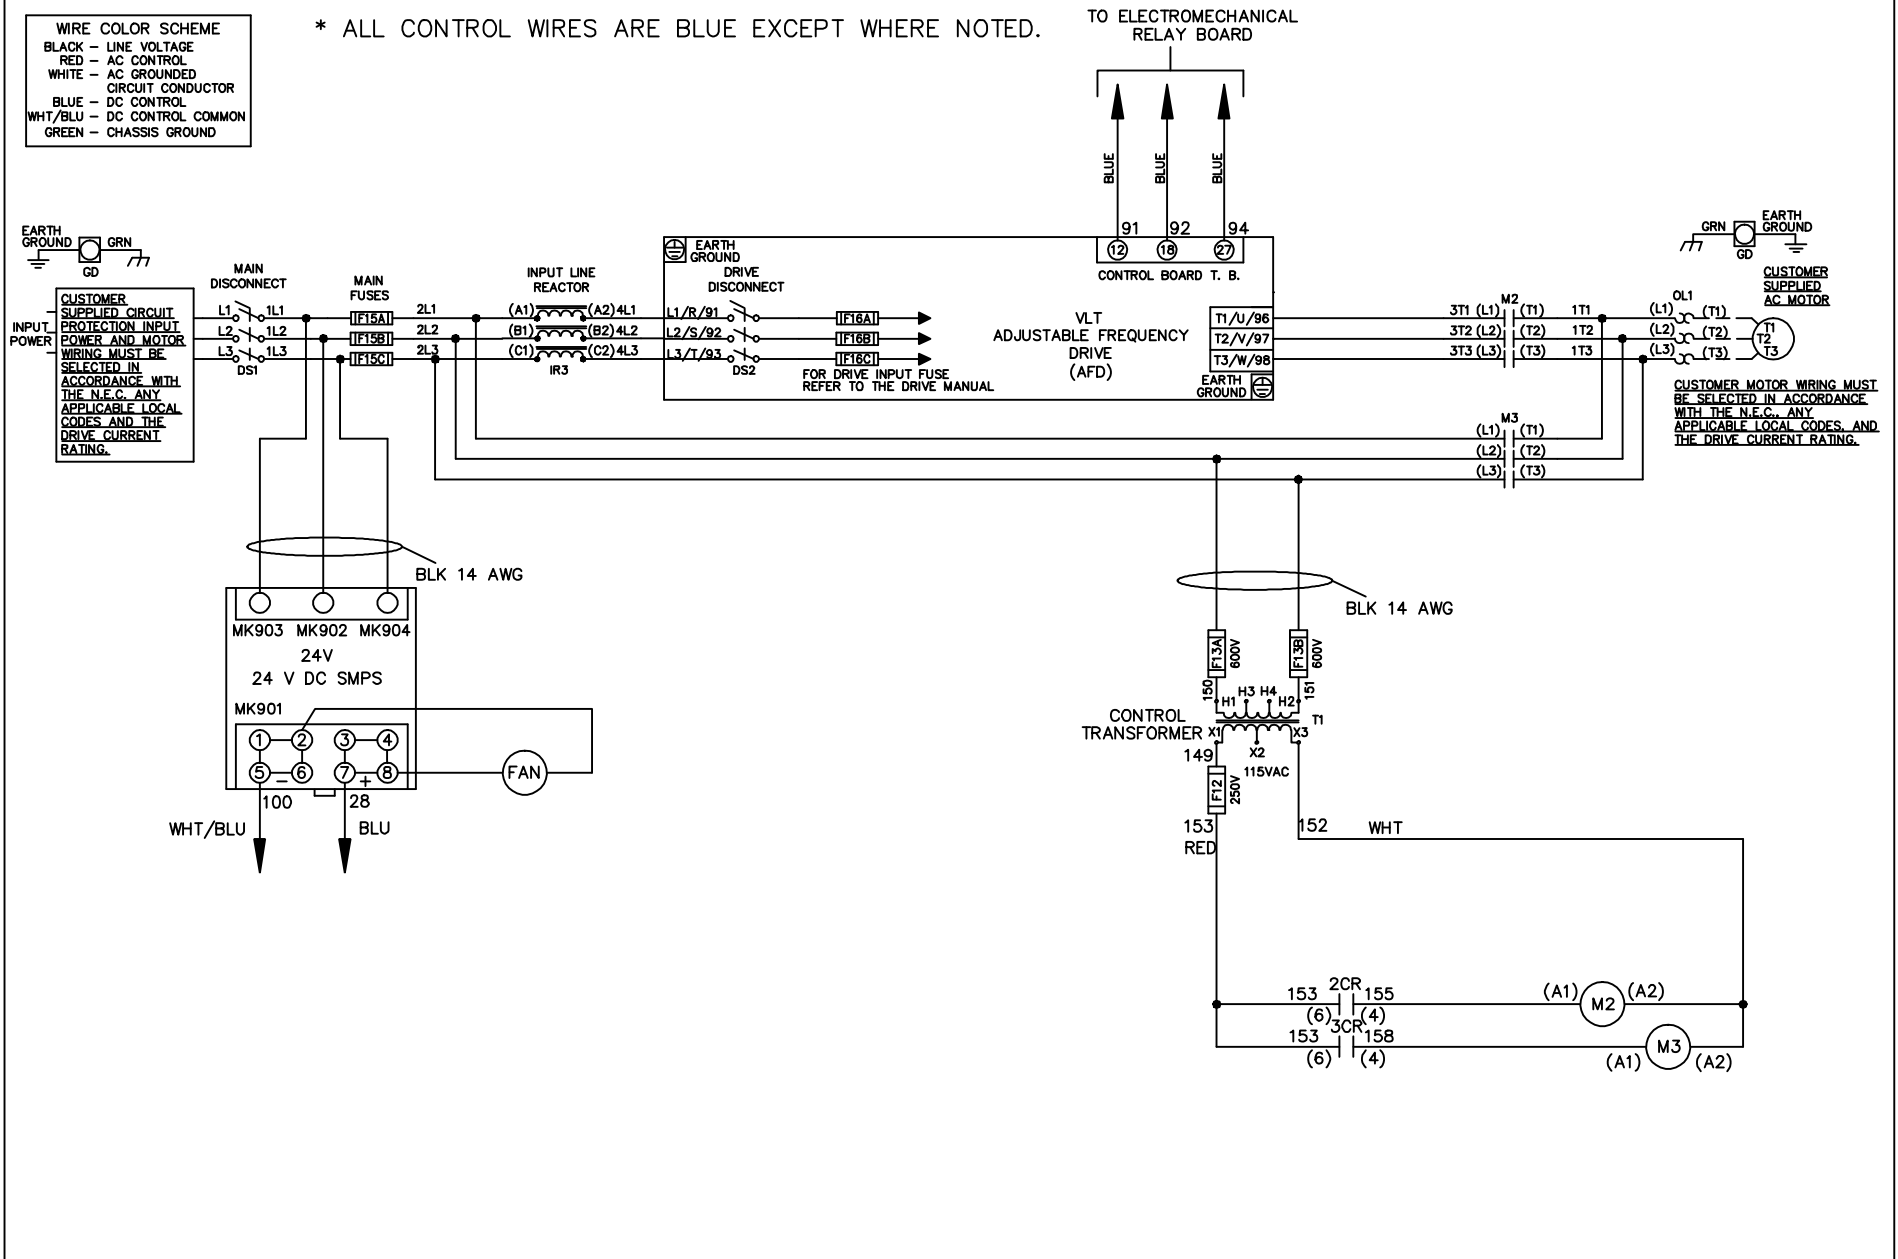 WIRE COLOR SCHEME
BLACK – LINE VOLTAGE
RED – AC CONTROL
WHITE – AC GROUNDED
CIRCUIT CONDUCTOR
BLUE – DC CONTROL
WHT/BLU – DC CONTROL COMMON
GREEN – CHASSIS GROUND
* ALL CONTROL WIRES ARE BLUE EXCEPT WHERE NOTED.
TO ELECTROMECHANICAL
RELAY BOARD
BLUE BLUE BLUE
91 92 94
12 18 27
CONTROL BOARD T. B.
EARTH
GROUND
GRN
GD
INPUT
POWER
CUSTOMER
SUPPLIED CIRCUIT
PROTECTION INPUT
POWER AND MOTOR
WIRING MUST BE
SELECTED IN
ACCORDANCE WITH
THE N.E.C. ANY
APPLICABLE LOCAL
CODES AND THE
DRIVE CURRENT
RATING.
MAIN
DISCONNECT
L1 1L1
L2 1L2
L3 1L3
DS1
MAIN
FUSES
F15A
F15B
F15C
2L1
2L2
2L3
INPUT LINE
REACTOR
(A1) (A2) 4L1
(B1) (B2) 4L2
(C1) (C2) 4L3
IR3
EARTH
GROUND
DRIVE
DISCONNECT
L1/R/91
L2/S/92
L3/T/93
DS2
F16A
F16B
F16C
FOR DRIVE INPUT FUSE
REFER TO THE DRIVE MANUAL
VLT
ADJUSTABLE FREQUENCY
DRIVE
(AFD)
T1/U/96
T2/V/97
T3/W/98
EARTH
GROUND
M2
3T1 (L1) (T1) 1T1
3T2 (L2) (T2) 1T2
3T3 (L3) (T3) 1T3
OL1
(L1) (T1)
(L2) (T2)
(L3) (T3)
T1
T2
T3
GRN
GD
EARTH
GROUND
CUSTOMER
SUPPLIED
AC MOTOR
CUSTOMER MOTOR WIRING MUST
BE SELECTED IN ACCORDANCE
WITH THE N.E.C., ANY
APPLICABLE LOCAL CODES, AND
THE DRIVE CURRENT RATING.
M3
(L1) (T1)
(L2) (T2)
(L3) (T3)
BLK 14 AWG
MK903 MK902 MK904
24V
24 V DC SMPS
MK901
1 2 3 4
5 – 6 7 + 8
FAN
100 28
WHT/BLU BLU
BLK 14 AWG
F13A 600V
F13B 600V
150 151
H1 H3 H4 H2
T1
CONTROL
TRANSFORMER
X1 X2 X3
149
115VAC
F12 250V
153
RED
152 WHT
153 2CR 155
(6) (4)
(A1) M2 (A2)
153 3CR 158
(6) (4)
(A1) M3 (A2)